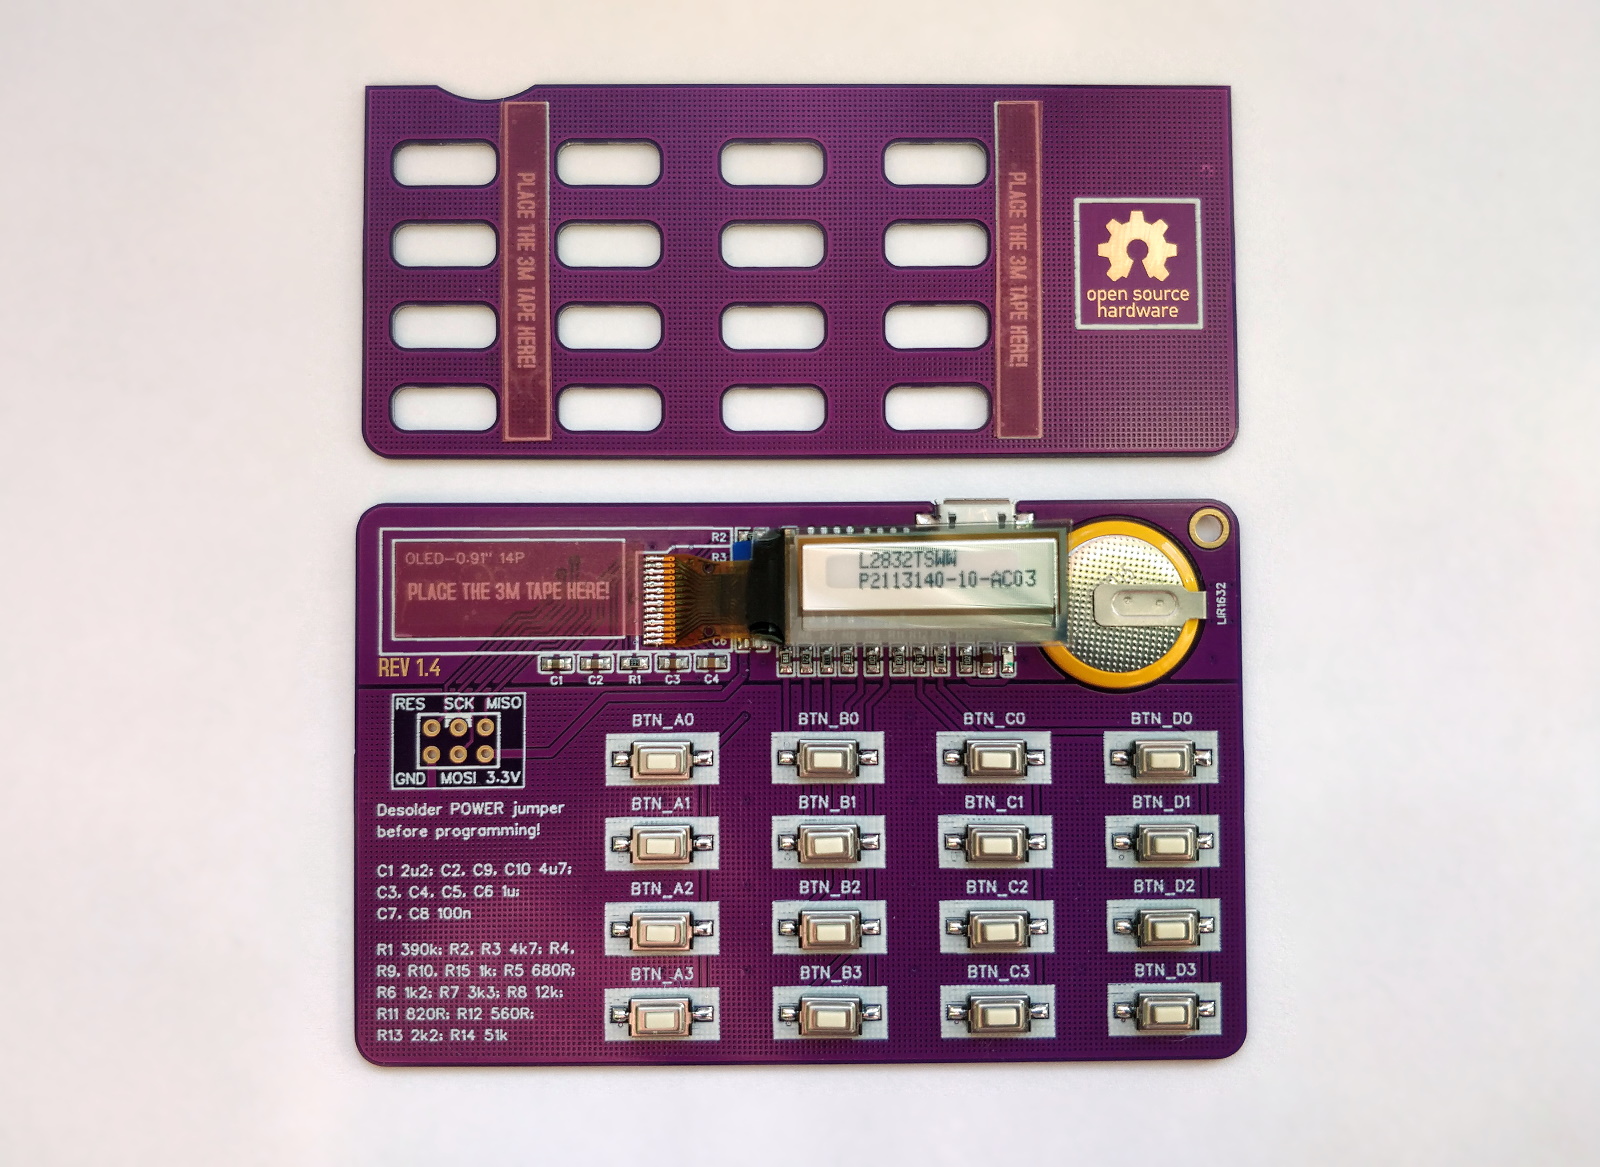 PLACE THE 3M TAPE HERE!
PLACE THE 3M TAPE HERE!
open source
hardware
OLED-0.91" 14P
PLACE THE 3M TAPE HERE!
R2
R3
C6
L2832TSWW
P2113140-10-AC03
LIR1632
REV 1.4
C1
C2
R1
C3
C4
RES SCK MISO
GND MOSI 3.3V
Desolder POWER jumper
before programming!
C1 2u2; C2, C9, C10 4u7;
C3, C4, C5, C6 1u;
C7, C8 100n
R1 390k; R2, R3 4k7; R4,
R9, R10, R15 1k; R5 680R;
R6 1k2; R7 3k3; R8 12k;
R11 820R; R12 560R;
R13 2k2; R14 51k
BTN_A0 BTN_B0 BTN_C0 BTN_D0
BTN_A1 BTN_B1 BTN_C1 BTN_D1
BTN_A2 BTN_B2 BTN_C2 BTN_D2
BTN_A3 BTN_B3 BTN_C3 BTN_D3